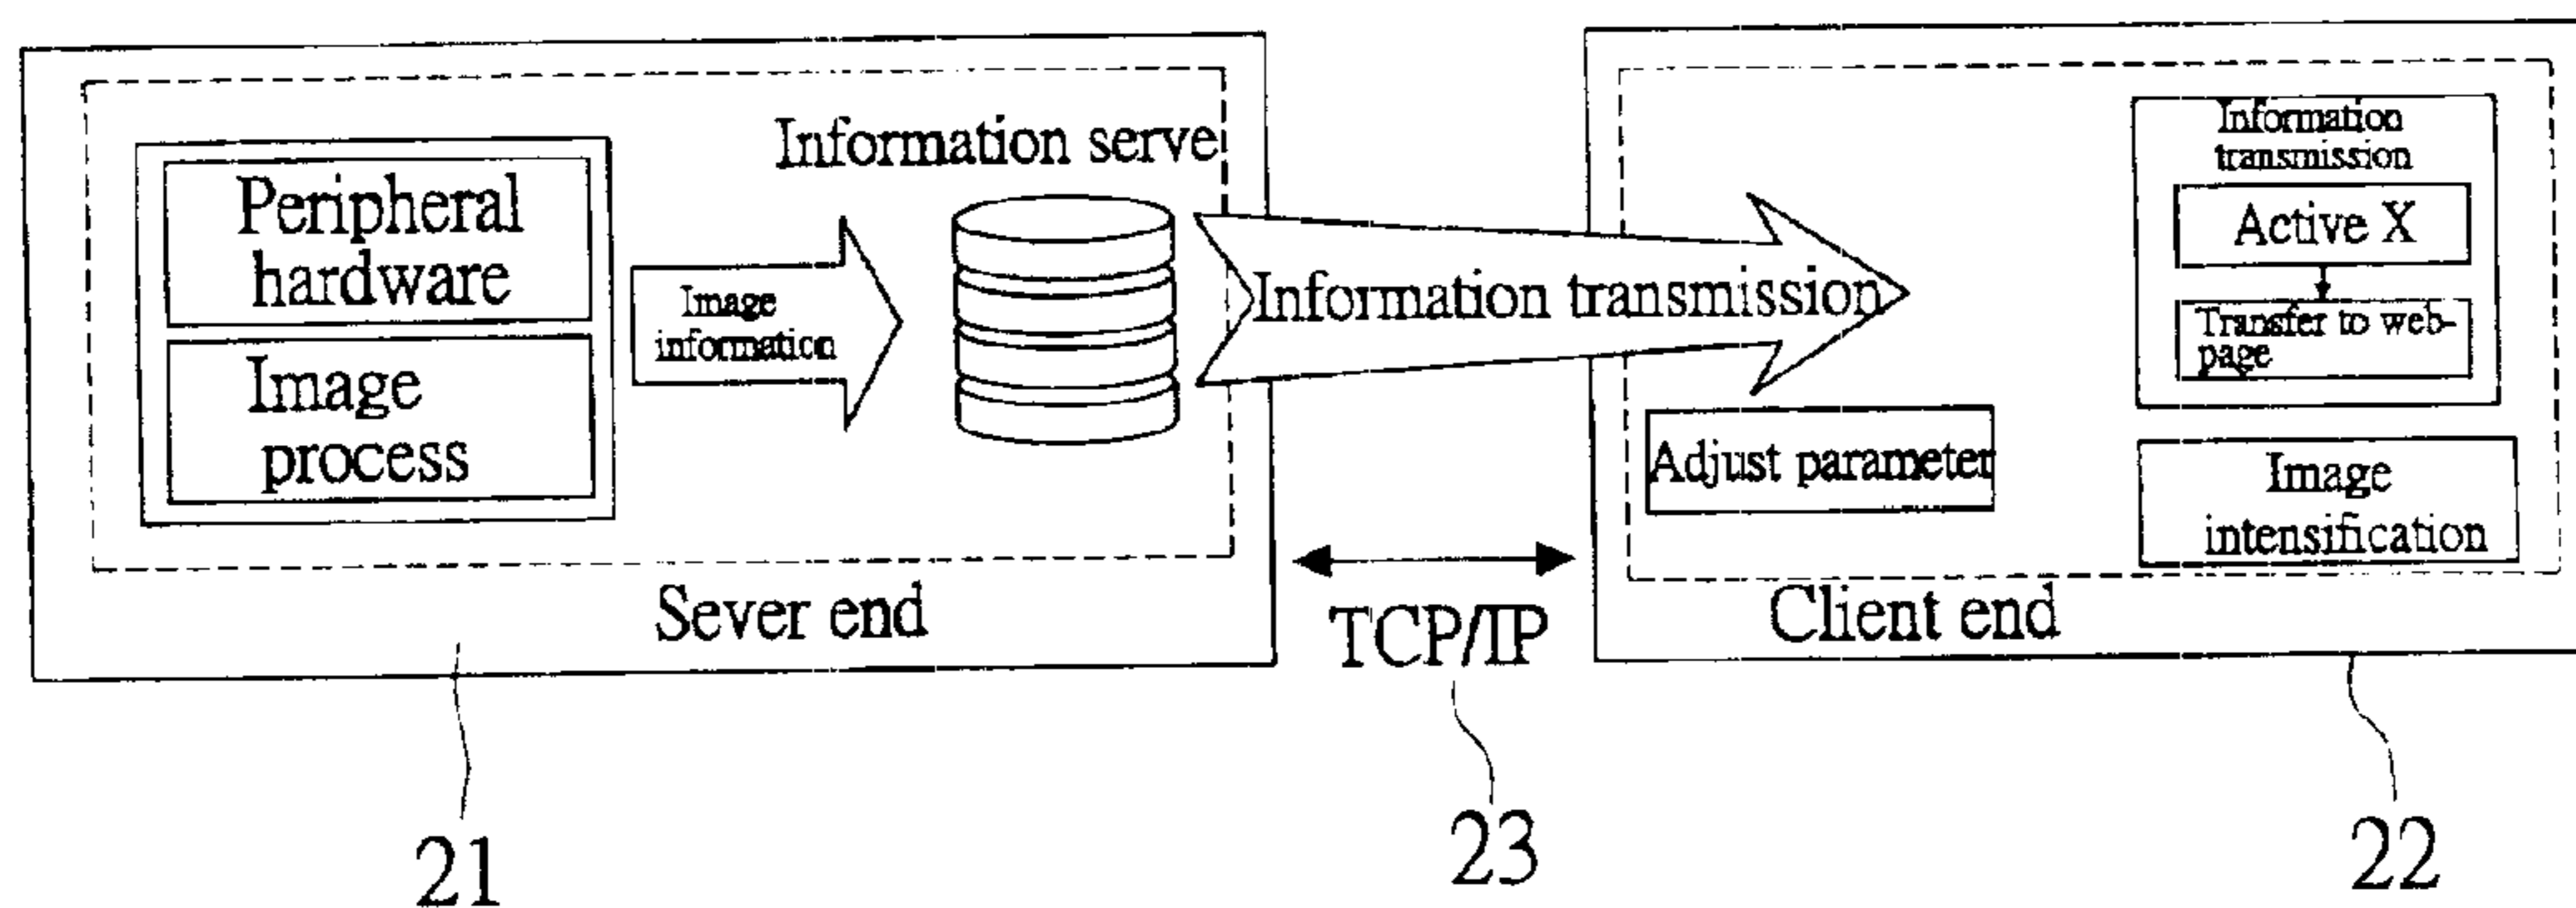 Information serve
Peripheral
hardware
Image
process
Image
information
Sever end
21
Information transmission
TCP/IP
23
Information
transmission
Active X
Transfer to web-
page
Adjust parameter
Image
intensification
Client end
22